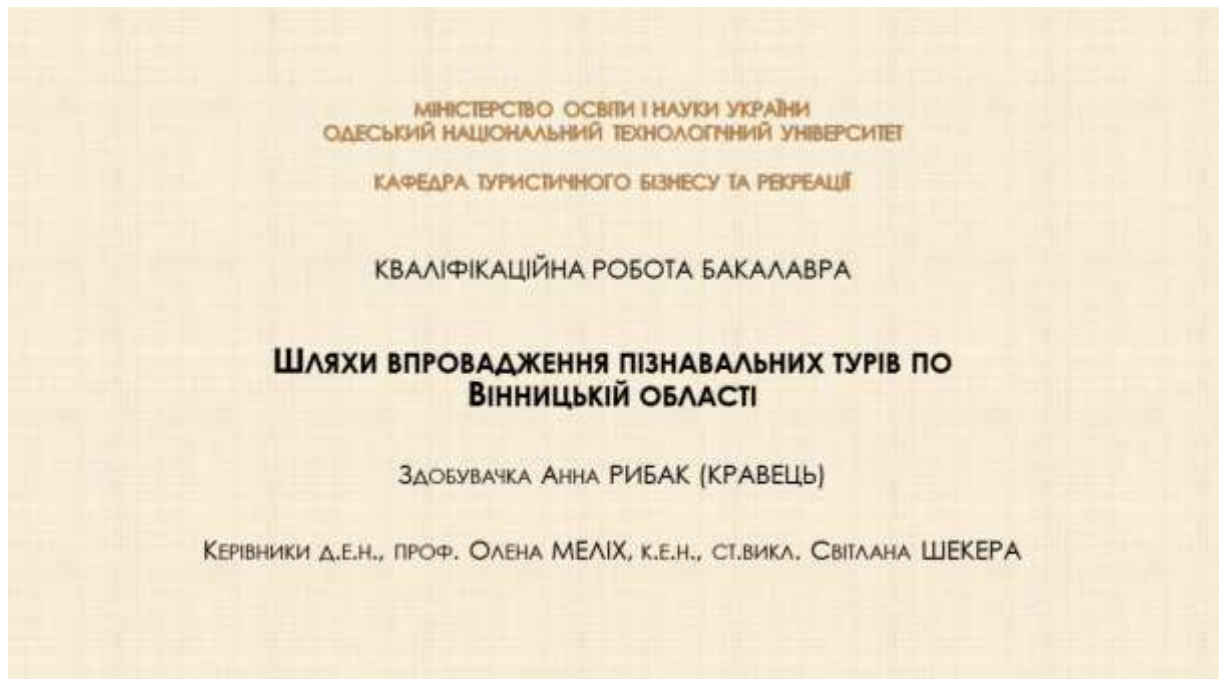 МІНІСТЕРСТВО ОСВІТИ І НАУКИ УКРАЇНИ
ОДЕСЬКИЙ НАЦІОНАЛЬНИЙ ТЕХНОЛОГІЧНИЙ УНІВЕРСИТЕТ
КАФЕДРА ТУРИСТИЧНОГО БІЗНЕСУ ТА РЕКРЕАЦІЇ
КВАЛІФІКАЦІЙНА РОБОТА БАКАЛАВРА
Шляхи впровадження пізнавальних турів по
Вінницькій області
Здобувачка Анна РИБАК (КРАВЕЦЬ)
Керівники д.е.н., проф. Олена МЕЛІХ, к.е.н., ст.викл. Світлана ШЕКЕРА